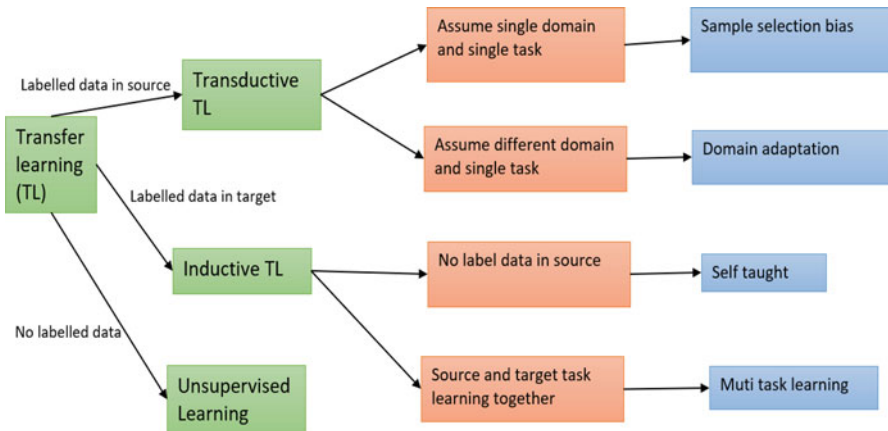 Assume single domain
and single task
Sample selection bias
Labelled data in source
Transductive
TL
Transfer
learning
(TL)
Assume different domain
and single task
Domain adaptation
Labelled data in target
Inductive TL
No label data in source
Self taught
No labelled data
Unsupervised
Learning
Source and target task
learning together
Muti task learning